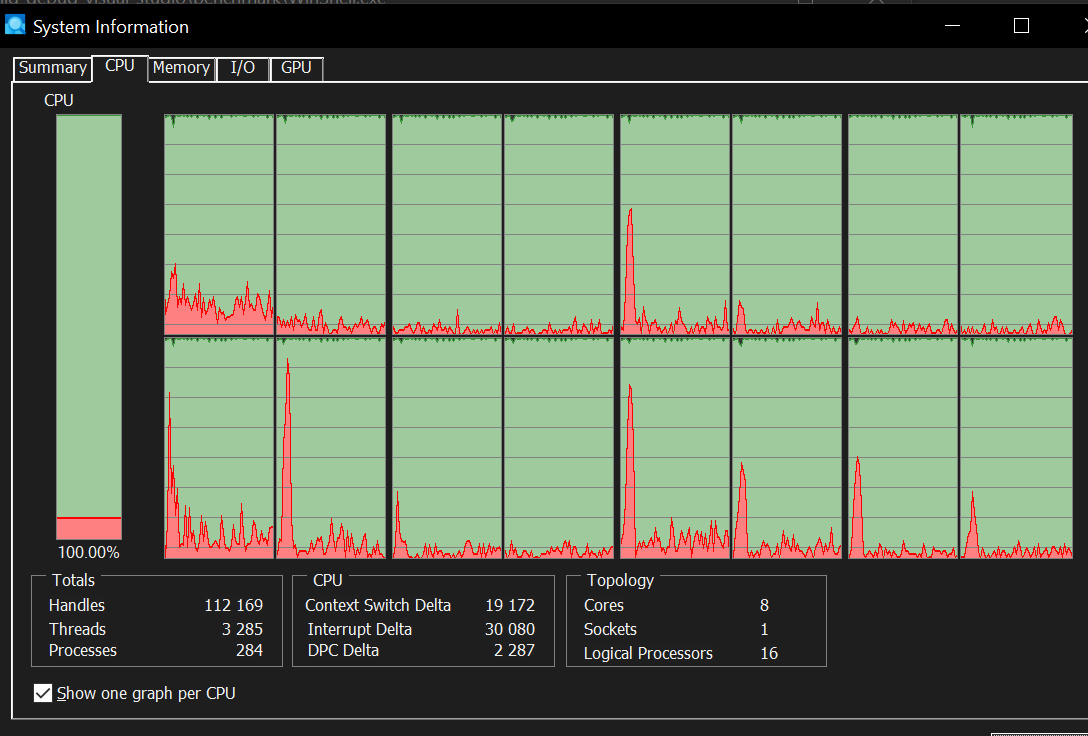 System Information
Summary CPU Memory I/O GPU
CPU
100.00%
Totals
Handles 112 169
Threads 3 285
Processes 284
CPU
Context Switch Delta 19 172
Interrupt Delta 30 080
DPC Delta 2 287
Topology
Cores 8
Sockets 1
Logical Processors 16
Show one graph per CPU